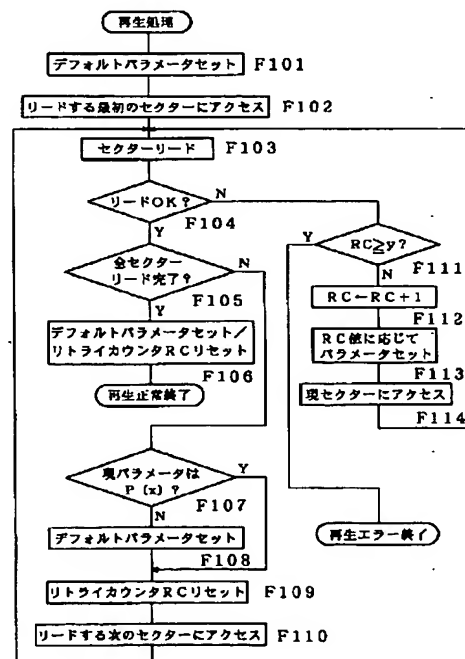 再生処理
デフォルトパラメータセット
F101
リードする最初のセクターにアクセス
F102
セクターリード
F103
リードOK?
N
F104
Y
全セクター
リード完了?
N
F105
Y
デフォルトパラメータセット/
リトライカウンタRCリセット
F106
再生正常終了
現パラメータは
P(x)?
Y
F107
N
デフォルトパラメータセット
F108
リトライカウンタRCリセット
F109
リードする次のセクターにアクセス
F110
Y
RC≧y?
F111
N
RC←RC+1
F112
RC値に応じて
パラメータセット
F113
現セクターにアクセス
F114
再生エラー終了